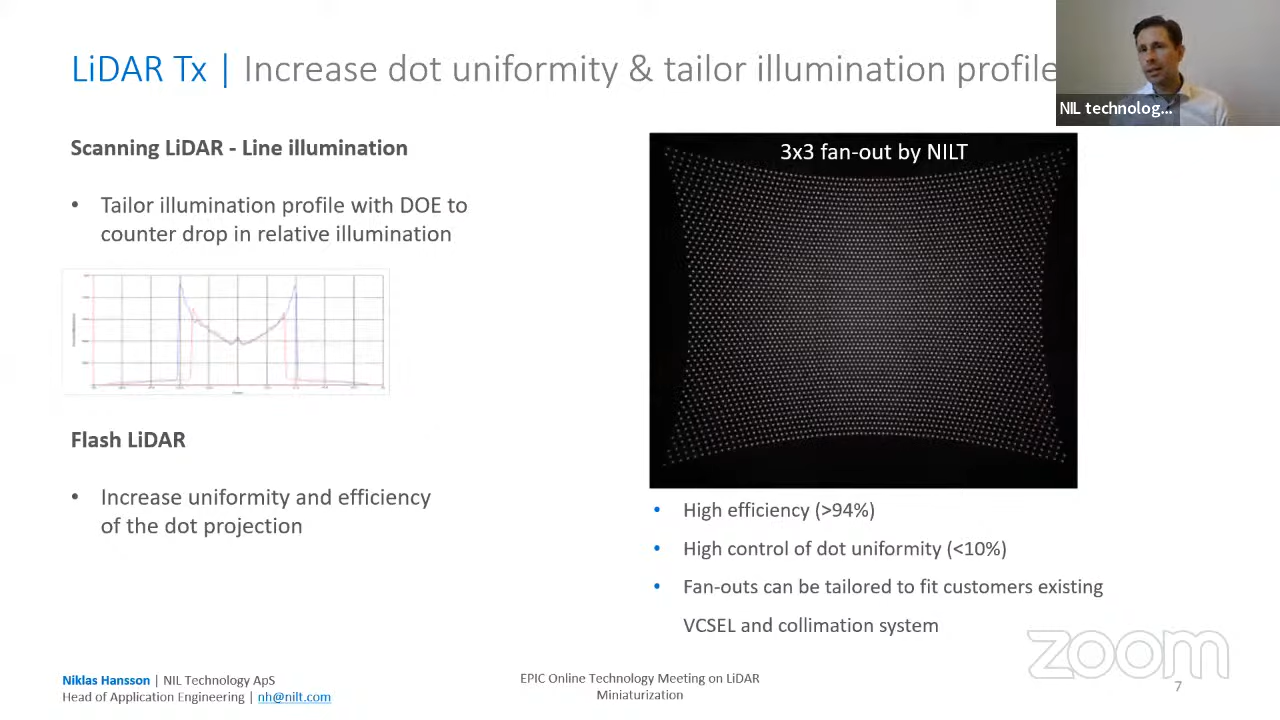 LiDAR Tx | Increase dot uniformity & tailor illumination profile
NIL technolog...
Scanning LiDAR - Line illumination
• Tailor illumination profile with DOE to
counter drop in relative illumination
Flash LiDAR
• Increase uniformity and efficiency
of the dot projection
3x3 fan-out by NILT
• High efficiency (>94%)
• High control of dot uniformity (<10%)
• Fan-outs can be tailored to fit customers existing
VCSEL and collimation system
zoom
Niklas Hansson | NIL Technology ApS
Head of Application Engineering | nh@nilt.com
EPIC Online Technology Meeting on LiDAR
Miniaturization
7